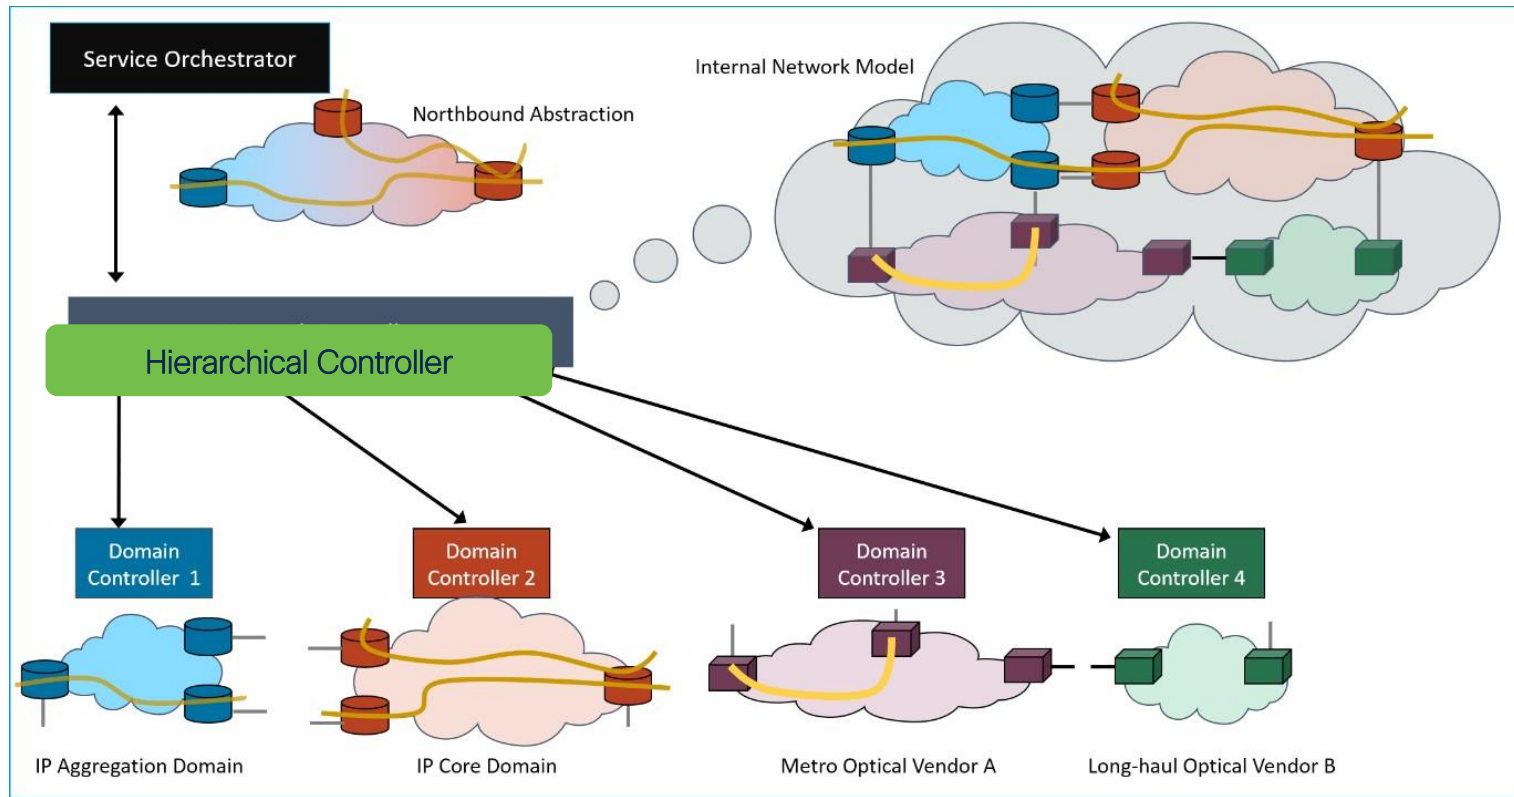 Service Orchestrator
Northbound Abstraction
Internal Network Model
Hierarchical Controller
Domain
Controller 1
Domain
Controller 2
Domain
Controller 3
Domain
Controller 4
IP Aggregation Domain
IP Core Domain
Metro Optical Vendor A
Long-haul Optical Vendor B